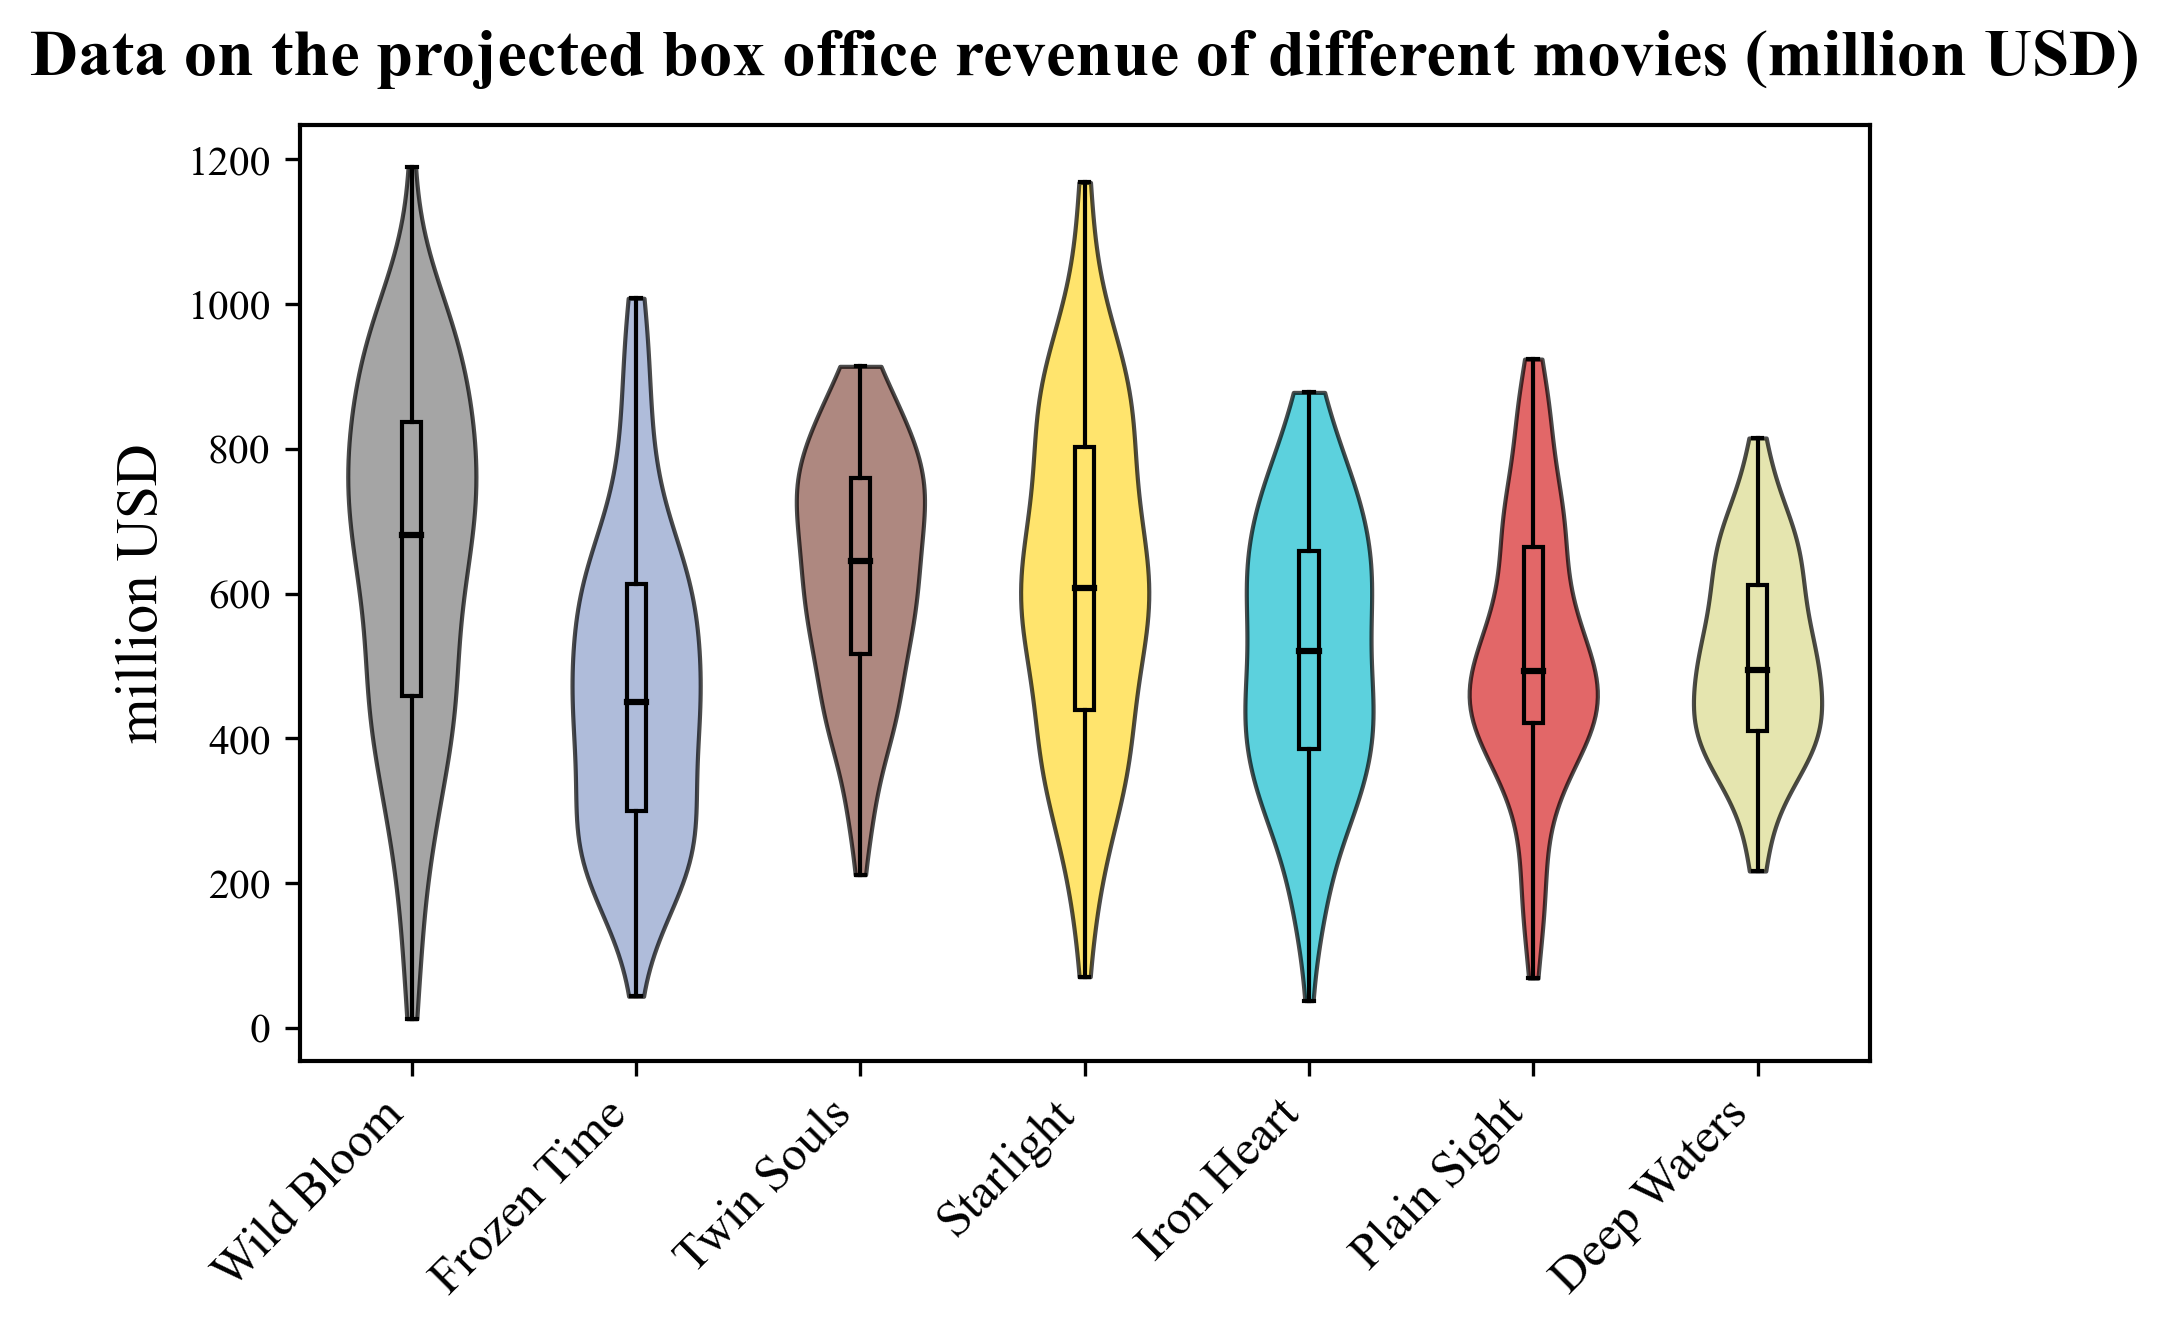 Data on the projected box office revenue of different movies (million USD)
million USD
1200
1000
800
600
400
200
0
Wild Bloom
Frozen Time
Twin Souls
Starlight
Iron Heart
Plain Sight
Deep Waters